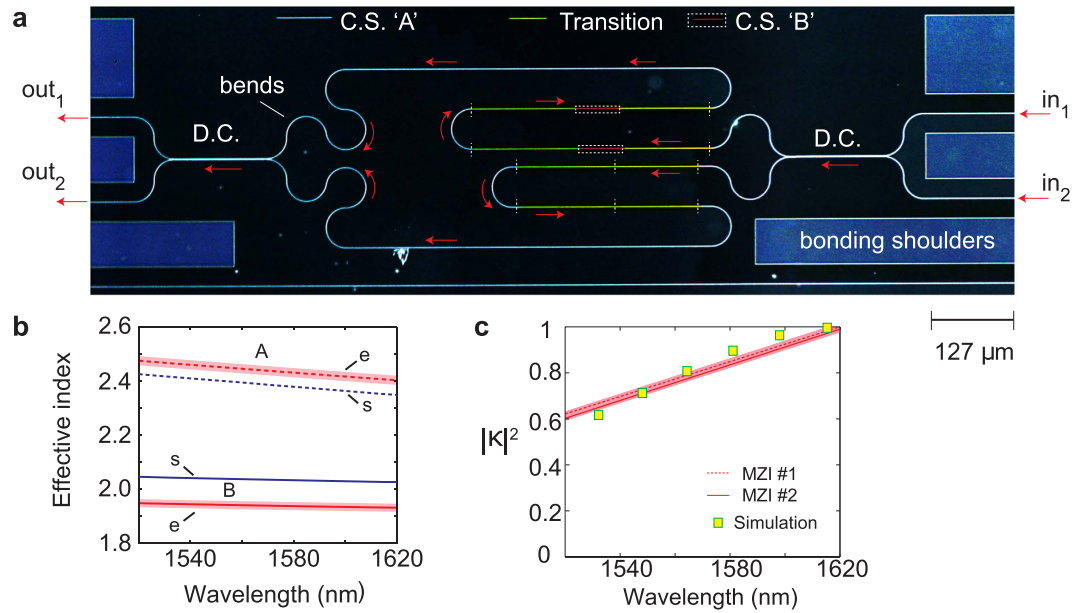 a
C.S. 'A'
Transition
C.S. 'B'
out1
bends
D.C.
D.C.
in1
out2
in2
bonding shoulders
127 μm
b
2.6
2.4
2.2
2.0
1.8
Effective index
A
e
s
s
B
e
1540
1580
1620
Wavelength (nm)
c
1
0.8
0.6
0.4
0.2
0
|K|²
MZI #1
MZI #2
Simulation
1540
1580
1620
Wavelength (nm)